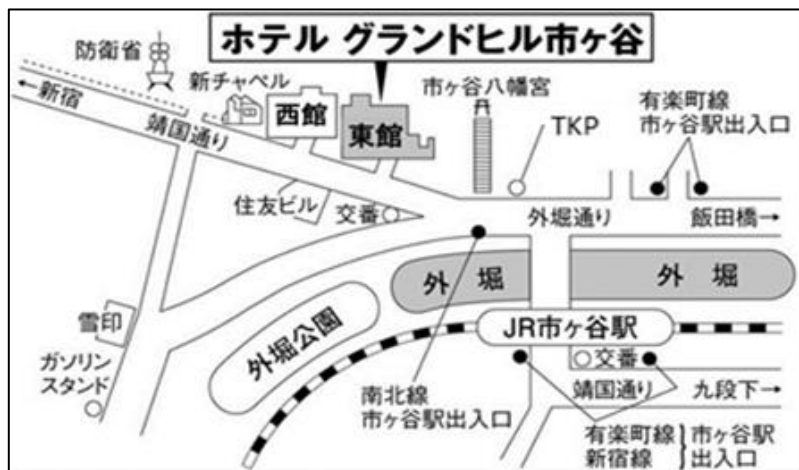 ホテル グランドヒル市ヶ谷
防衛省
新チャペル
←新宿
靖国通り
西館
東館
市ヶ谷八幡宮
TKP
有楽町線
市ヶ谷駅出入口
住友ビル
交番
外堀通り
飯田橋→
外 堀
外 堀
雪印
外堀公園
JR市ヶ谷駅
ガソリン
スタンド
交番
南北線
市ヶ谷駅出入口
靖国通り
九段下→
有楽町線
新宿線
市ヶ谷駅
出入口